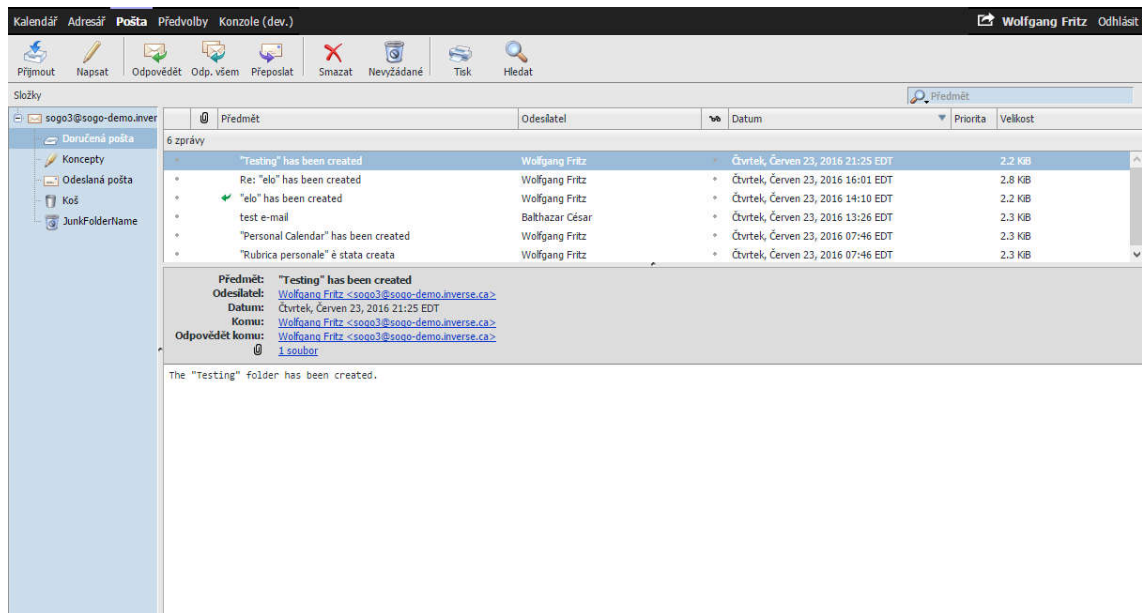 Kalendář Adresář Pošta Předvolby Konzole (dev.) Wolfgang Fritz Odhlásit
Přijmout Napsat Odpovědět Odp. všem Přeposlat Smazat Nevyžádané Tisk Hledat
Složky Předmět
sogo3@sogo-demo.inver Předmět Odesílatel Datum Priorita Velikost
Doručená pošta 6 zprávy
Koncepty "Testing" has been created Wolfgang Fritz Čtvrtek, Červen 23, 2016 21:25 EDT 2.2 KiB
Odeslaná pošta Re: "elo" has been created Wolfgang Fritz Čtvrtek, Červen 23, 2016 16:01 EDT 2.8 KiB
Koš "elo" has been created Wolfgang Fritz Čtvrtek, Červen 23, 2016 14:10 EDT 2.2 KiB
JunkFolderName test e-mail Balthazar César Čtvrtek, Červen 23, 2016 13:26 EDT 2.3 KiB
"Personal Calendar" has been created Wolfgang Fritz Čtvrtek, Červen 23, 2016 07:46 EDT 2.3 KiB
"Rubrica personale" è stata creata Wolfgang Fritz Čtvrtek, Červen 23, 2016 07:46 EDT 2.3 KiB
Předmět: "Testing" has been created
Odesílatel: Wolfgang Fritz <sogo3@sogo-demo.inverse.ca>
Datum: Čtvrtek, Červen 23, 2016 21:25 EDT
Komu: Wolfgang Fritz <sogo3@sogo-demo.inverse.ca>
Odpovědět komu: Wolfgang Fritz <sogo3@sogo-demo.inverse.ca>
1 soubor
The "Testing" folder has been created.